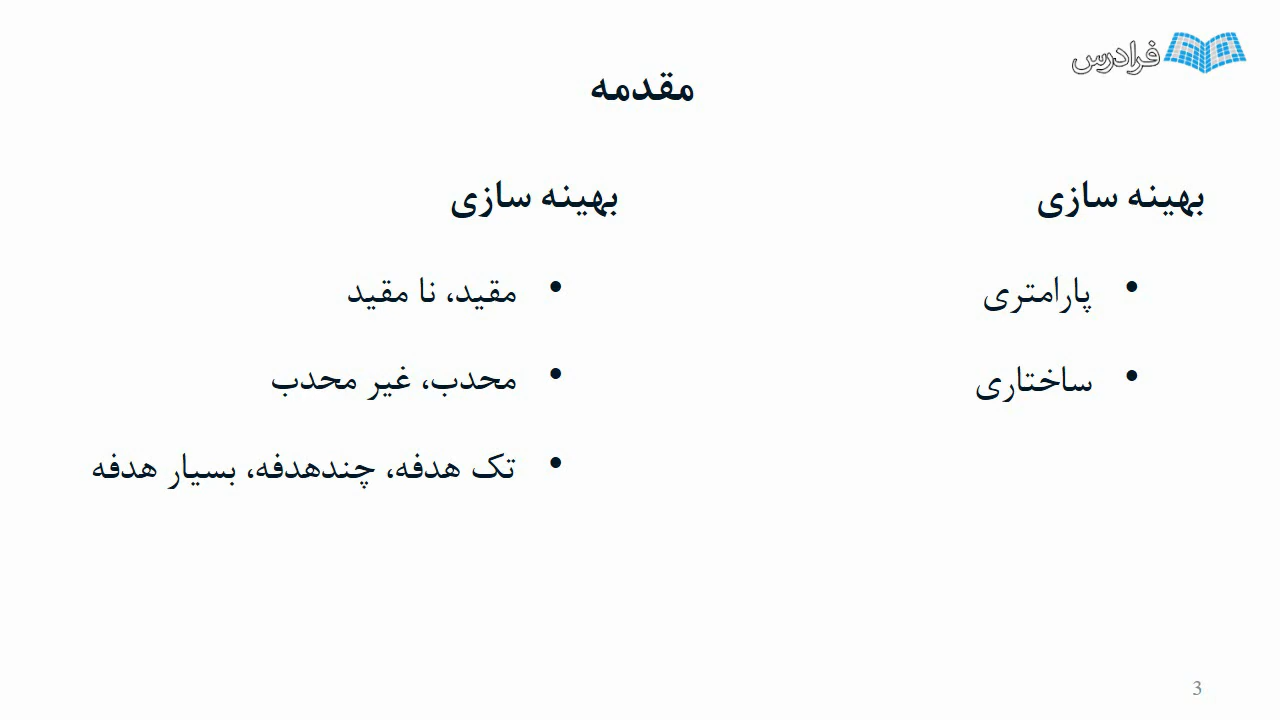 فرادرس
مقدمه
بهینه سازی
• پارامتری
• ساختاری
بهینه سازی
• مقید، نا مقید
• محدب، غیر محدب
• تک هدفه، چندهدفه، بسیار هدفه
3